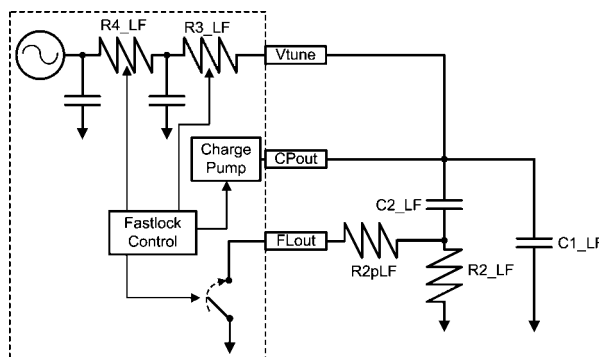 R4_LF
R3_LF
Vtune
Charge
Pump
CPout
C2_LF
Fastlock
Control
FLout
R2pLF
R2_LF
C1_LF